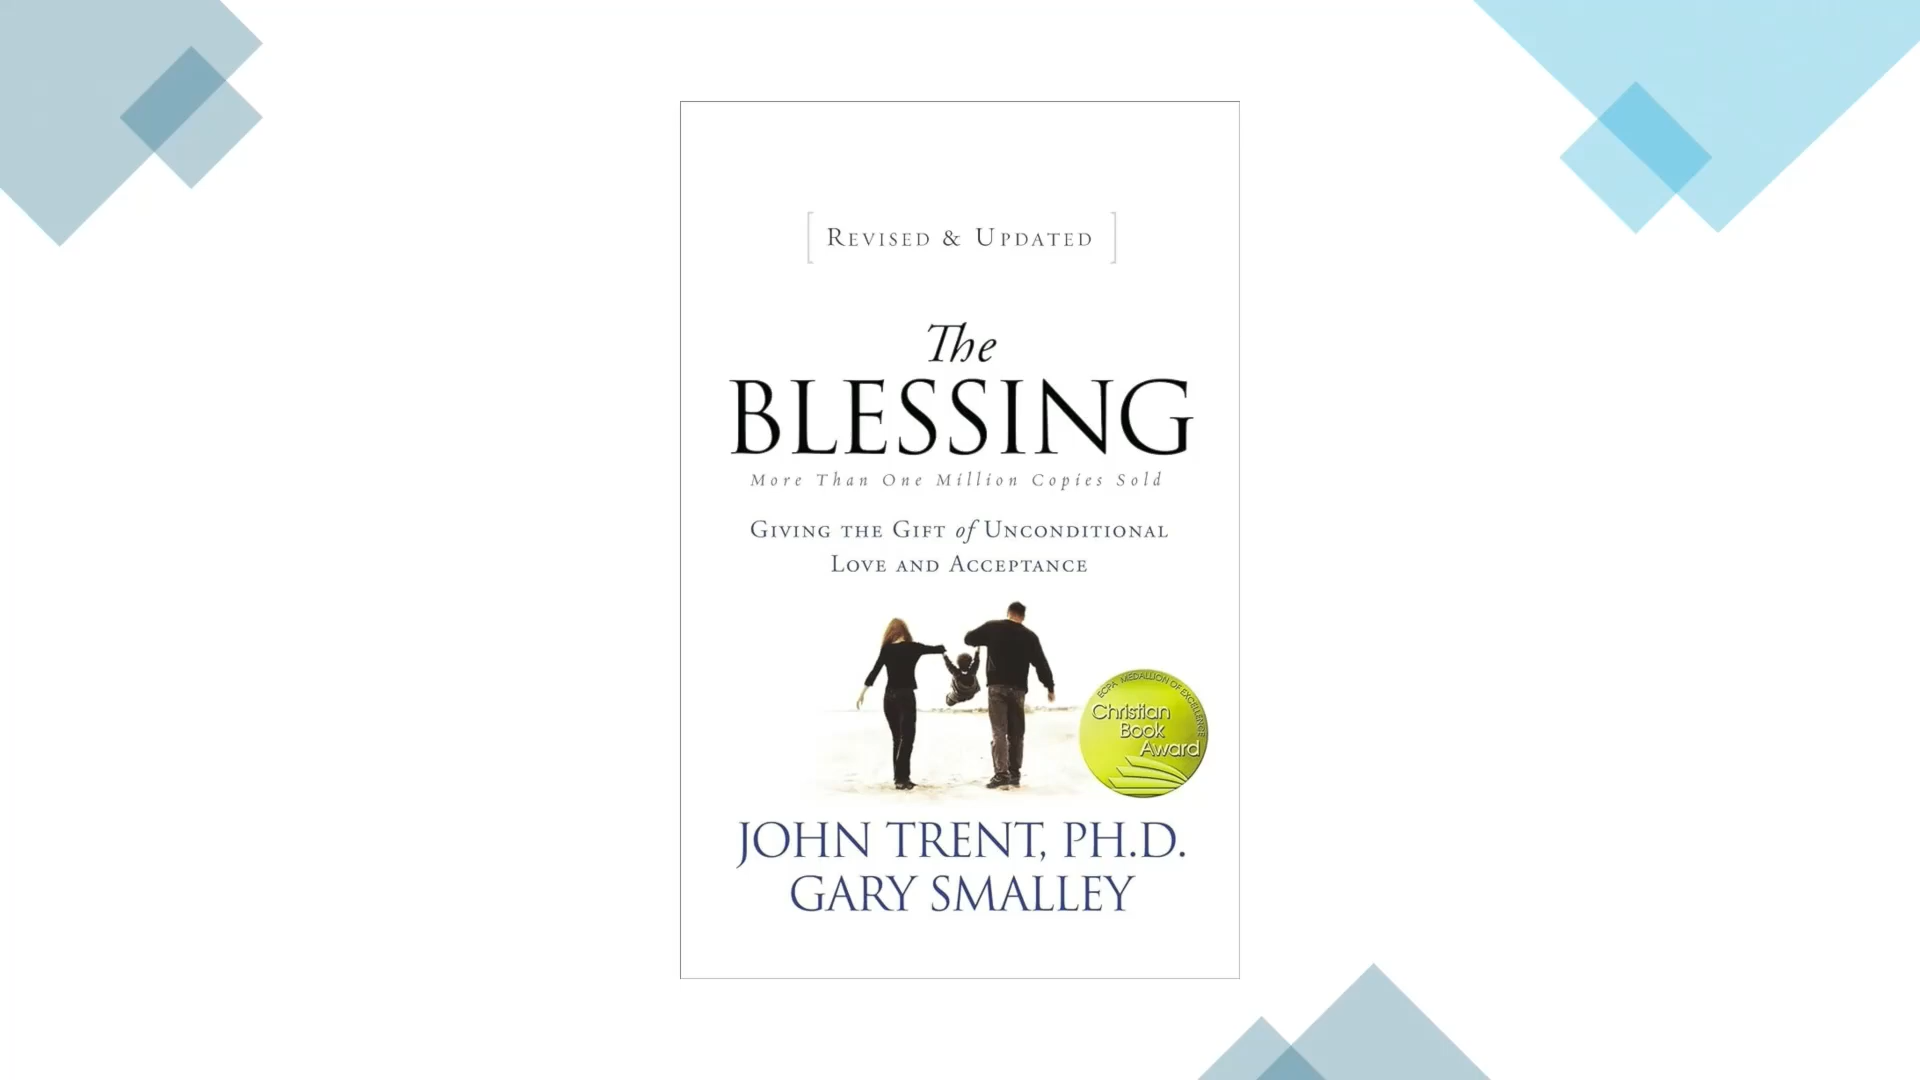 [ REVISED & UPDATED ]
The
BLESSING
More Than One Million Copies Sold
GIVING THE GIFT of UNCONDITIONAL
LOVE AND ACCEPTANCE
ECPA MEDALLION OF EXCELLENCE
Christian
Book
Award
JOHN TRENT, PH.D.
GARY SMALLEY